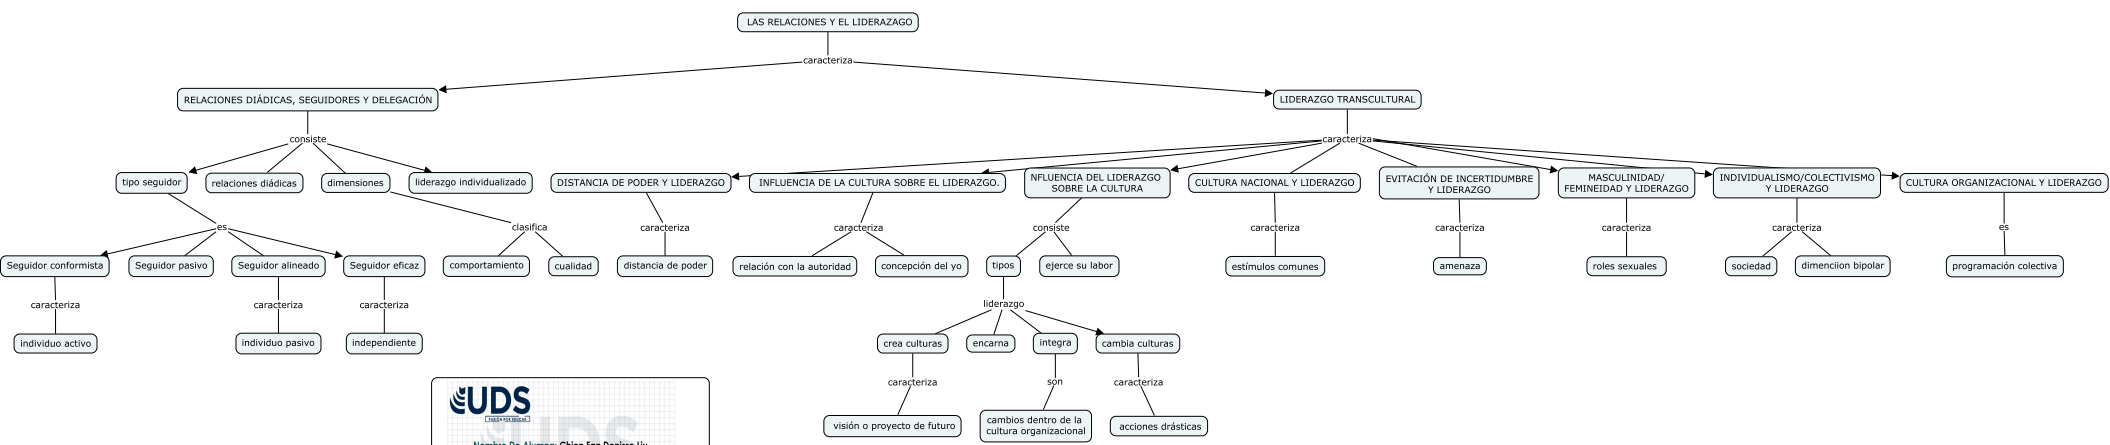 LAS RELACIONES Y EL LIDERAZAGO
caracteriza
RELACIONES DIÁDICAS, SEGUIDORES Y DELEGACIÓN
LIDERAZGO TRANSCULTURAL
consiste
caracteriza
tipo seguidor
relaciones diádicas
dimensiones
liderazgo individualizado
DISTANCIA DE PODER Y LIDERAZGO
INFLUENCIA DE LA CULTURA SOBRE EL LIDERAZGO.
NFLUENCIA DEL LIDERAZGO
SOBRE LA CULTURA
CULTURA NACIONAL Y LIDERAZGO
EVITACIÓN DE INCERTIDUMBRE
Y LIDERAZGO
MASCULINIDAD/
FEMINEIDAD Y LIDERAZGO
INDIVIDUALISMO/COLECTIVISMO
Y LIDERAZGO
CULTURA ORGANIZACIONAL Y LIDERAZGO
es
clasifica
caracteriza
caracteriza
consiste
caracteriza
caracteriza
caracteriza
caracteriza
es
Seguidor conformista
Seguidor pasivo
Seguidor alineado
Seguidor eficaz
comportamiento
cualidad
distancia de poder
relación con la autoridad
concepción del yo
tipos
ejerce su labor
estímulos comunes
amenaza
roles sexuales
sociedad
dimenciion bipolar
programación colectiva
caracteriza
caracteriza
caracteriza
liderazgo
individuo activo
individuo pasivo
independiente
crea culturas
encarna
integra
cambia culturas
caracteriza
son
caracteriza
visión o proyecto de futuro
cambios dentro de la
cultura organizacional
acciones drásticas
UDS
PASIÓN POR EDUCAR